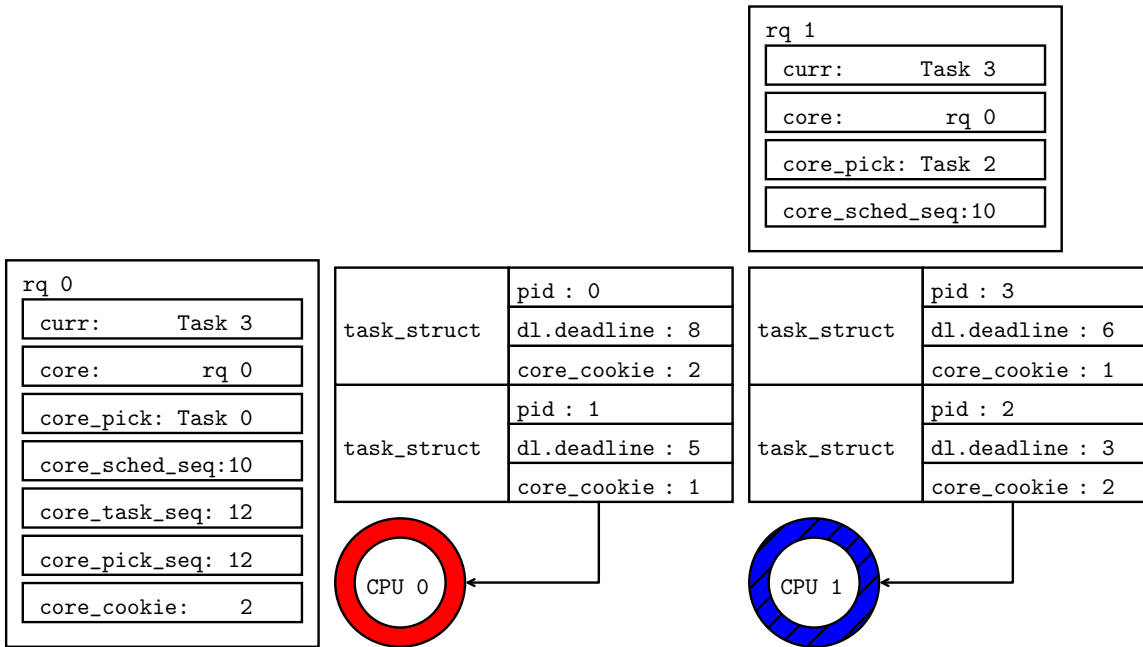 rq 1
curr: Task 3
core: rq 0
core_pick: Task 2
core_sched_seq:10
rq 0
curr: Task 3
core: rq 0
core_pick: Task 0
core_sched_seq:10
core_task_seq: 12
core_pick_seq: 12
core_cookie: 2
task_struct
pid : 0
dl.deadline : 8
core_cookie : 2
task_struct
pid : 1
dl.deadline : 5
core_cookie : 1
task_struct
pid : 3
dl.deadline : 6
core_cookie : 1
task_struct
pid : 2
dl.deadline : 3
core_cookie : 2
CPU 0
CPU 1